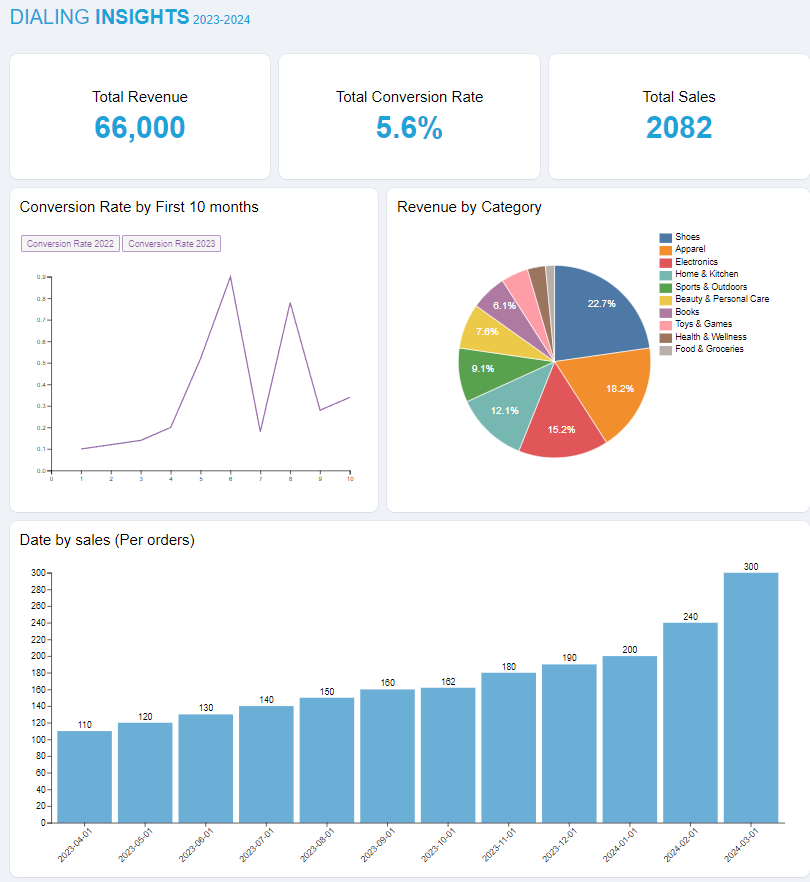 DIALING INSIGHTS 2023-2024
Total Revenue
66,000
Total Conversion Rate
5.6%
Total Sales
2082
Conversion Rate by First 10 months
Conversion Rate 2022 Conversion Rate 2023
0.9
0.8
0.7
0.6
0.5
0.4
0.3
0.2
0.1
0.0
0 1 2 3 4 5 6 7 8 9 10
Revenue by Category
22.7%
18.2%
15.2%
12.1%
9.1%
7.6%
6.1%
Shoes
Apparel
Electronics
Home & Kitchen
Sports & Outdoors
Beauty & Personal Care
Books
Toys & Games
Health & Wellness
Food & Groceries
Date by sales (Per orders)
300
280
260
240
220
200
180
160
140
120
100
80
60
40
20
0
110 120 130 140 150 160 162 180 190 200 240 300
2023-04-01 2023-05-01 2023-06-01 2023-07-01 2023-08-01 2023-09-01 2023-10-01 2023-11-01 2023-12-01 2024-01-01 2024-02-01 2024-03-01